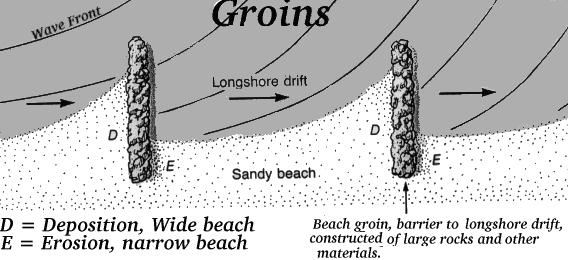 Groins
Wave Front
Longshore drift
D
D
E
E
Sandy beach
D = Deposition, Wide beach
E = Erosion, narrow beach
Beach groin, barrier to longshore drift,
constructed of large rocks and other
materials.